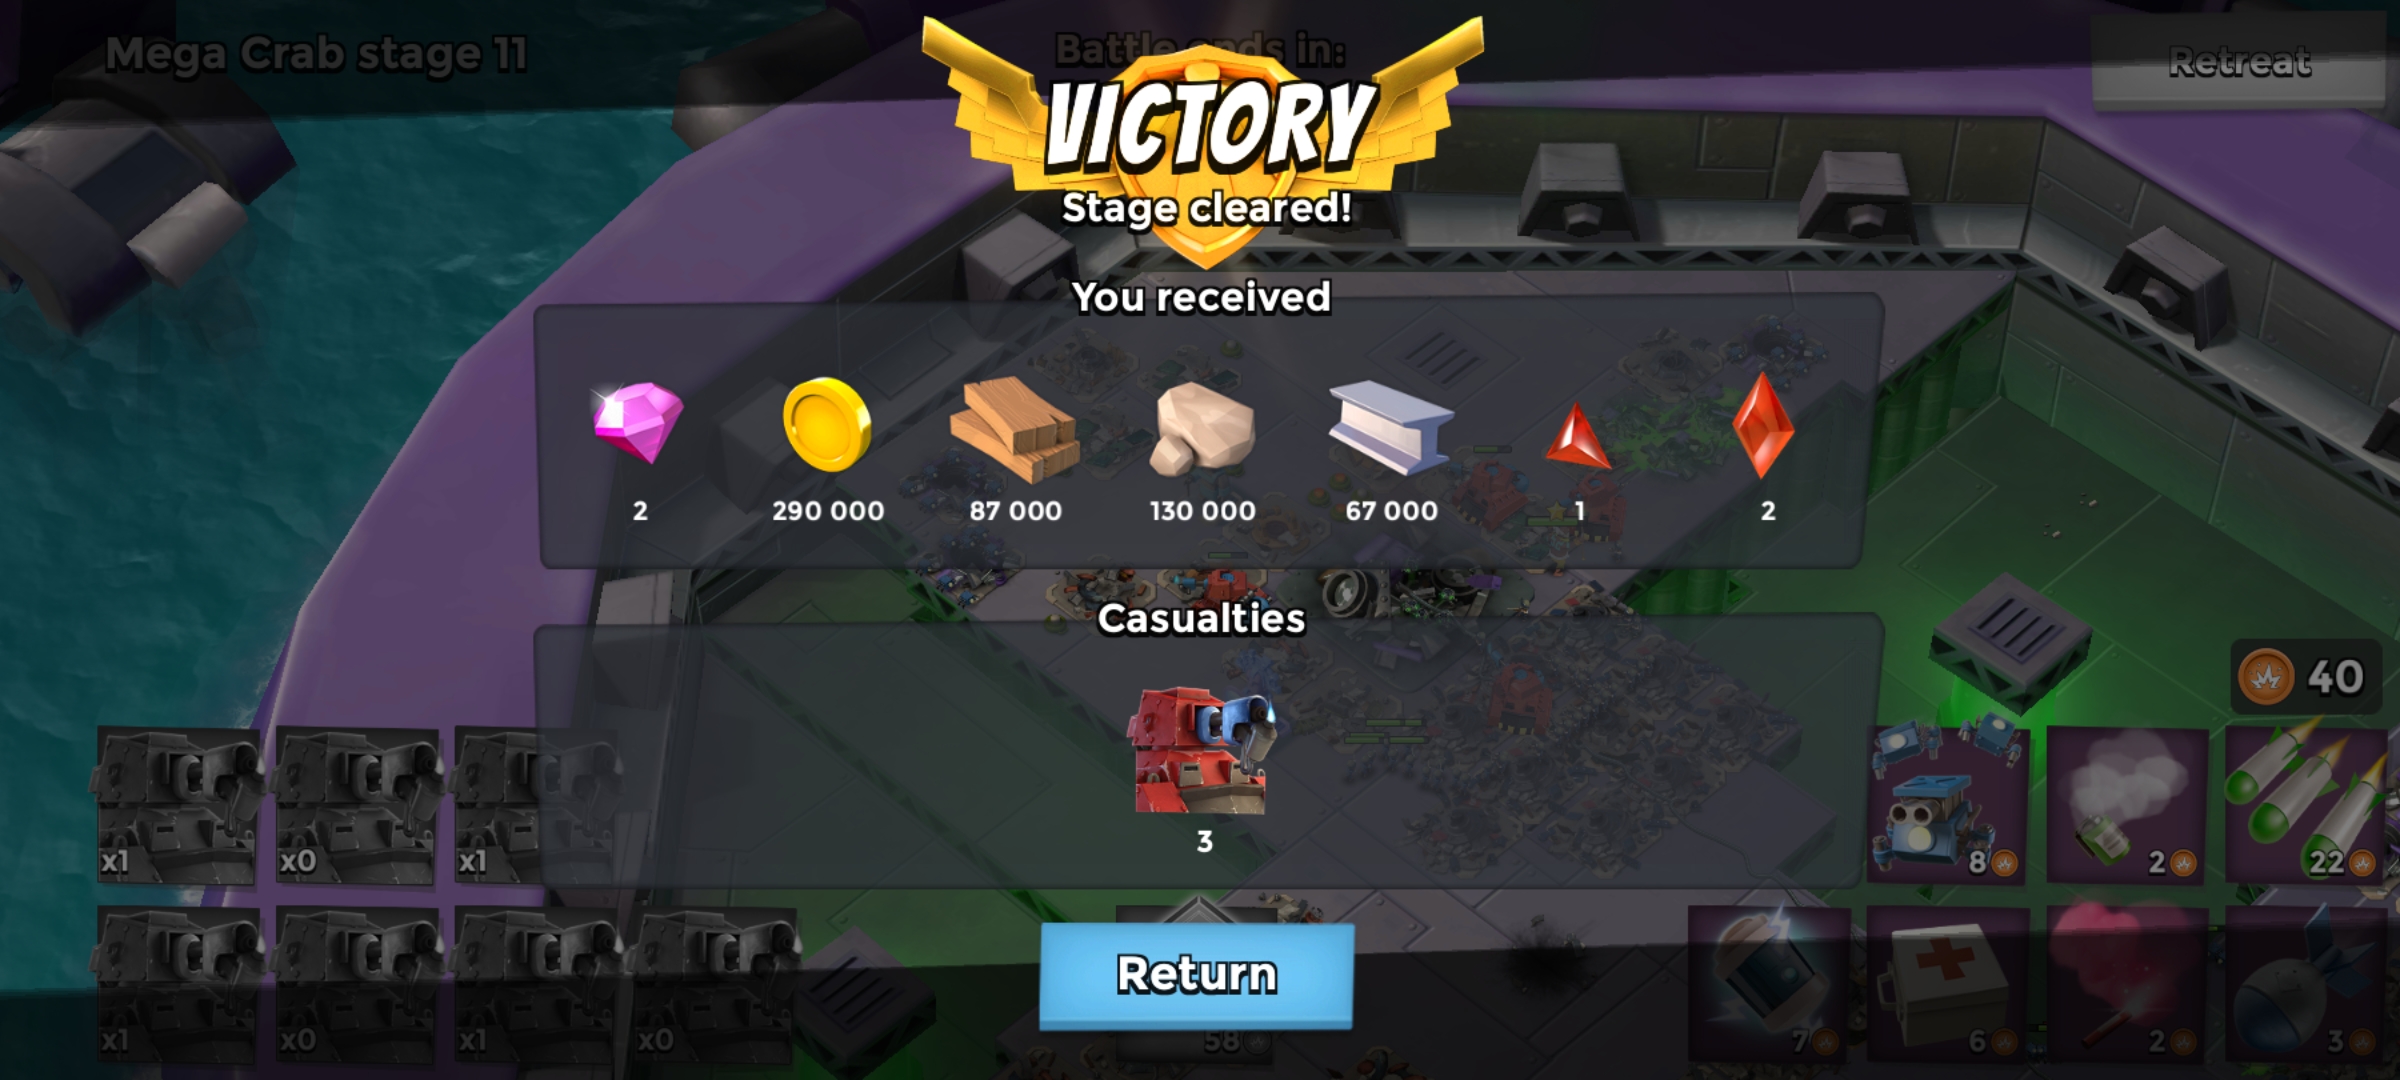 Mega Crab stage 11
Battle ends in:
Retreat
VICTORY
Stage cleared!
You received
2
290 000
87 000
130 000
67 000
1
2
Casualties
3
40
x1
x0
x1
8
2
22
x1
x0
x1
x0
Return
58
7
6
2
3